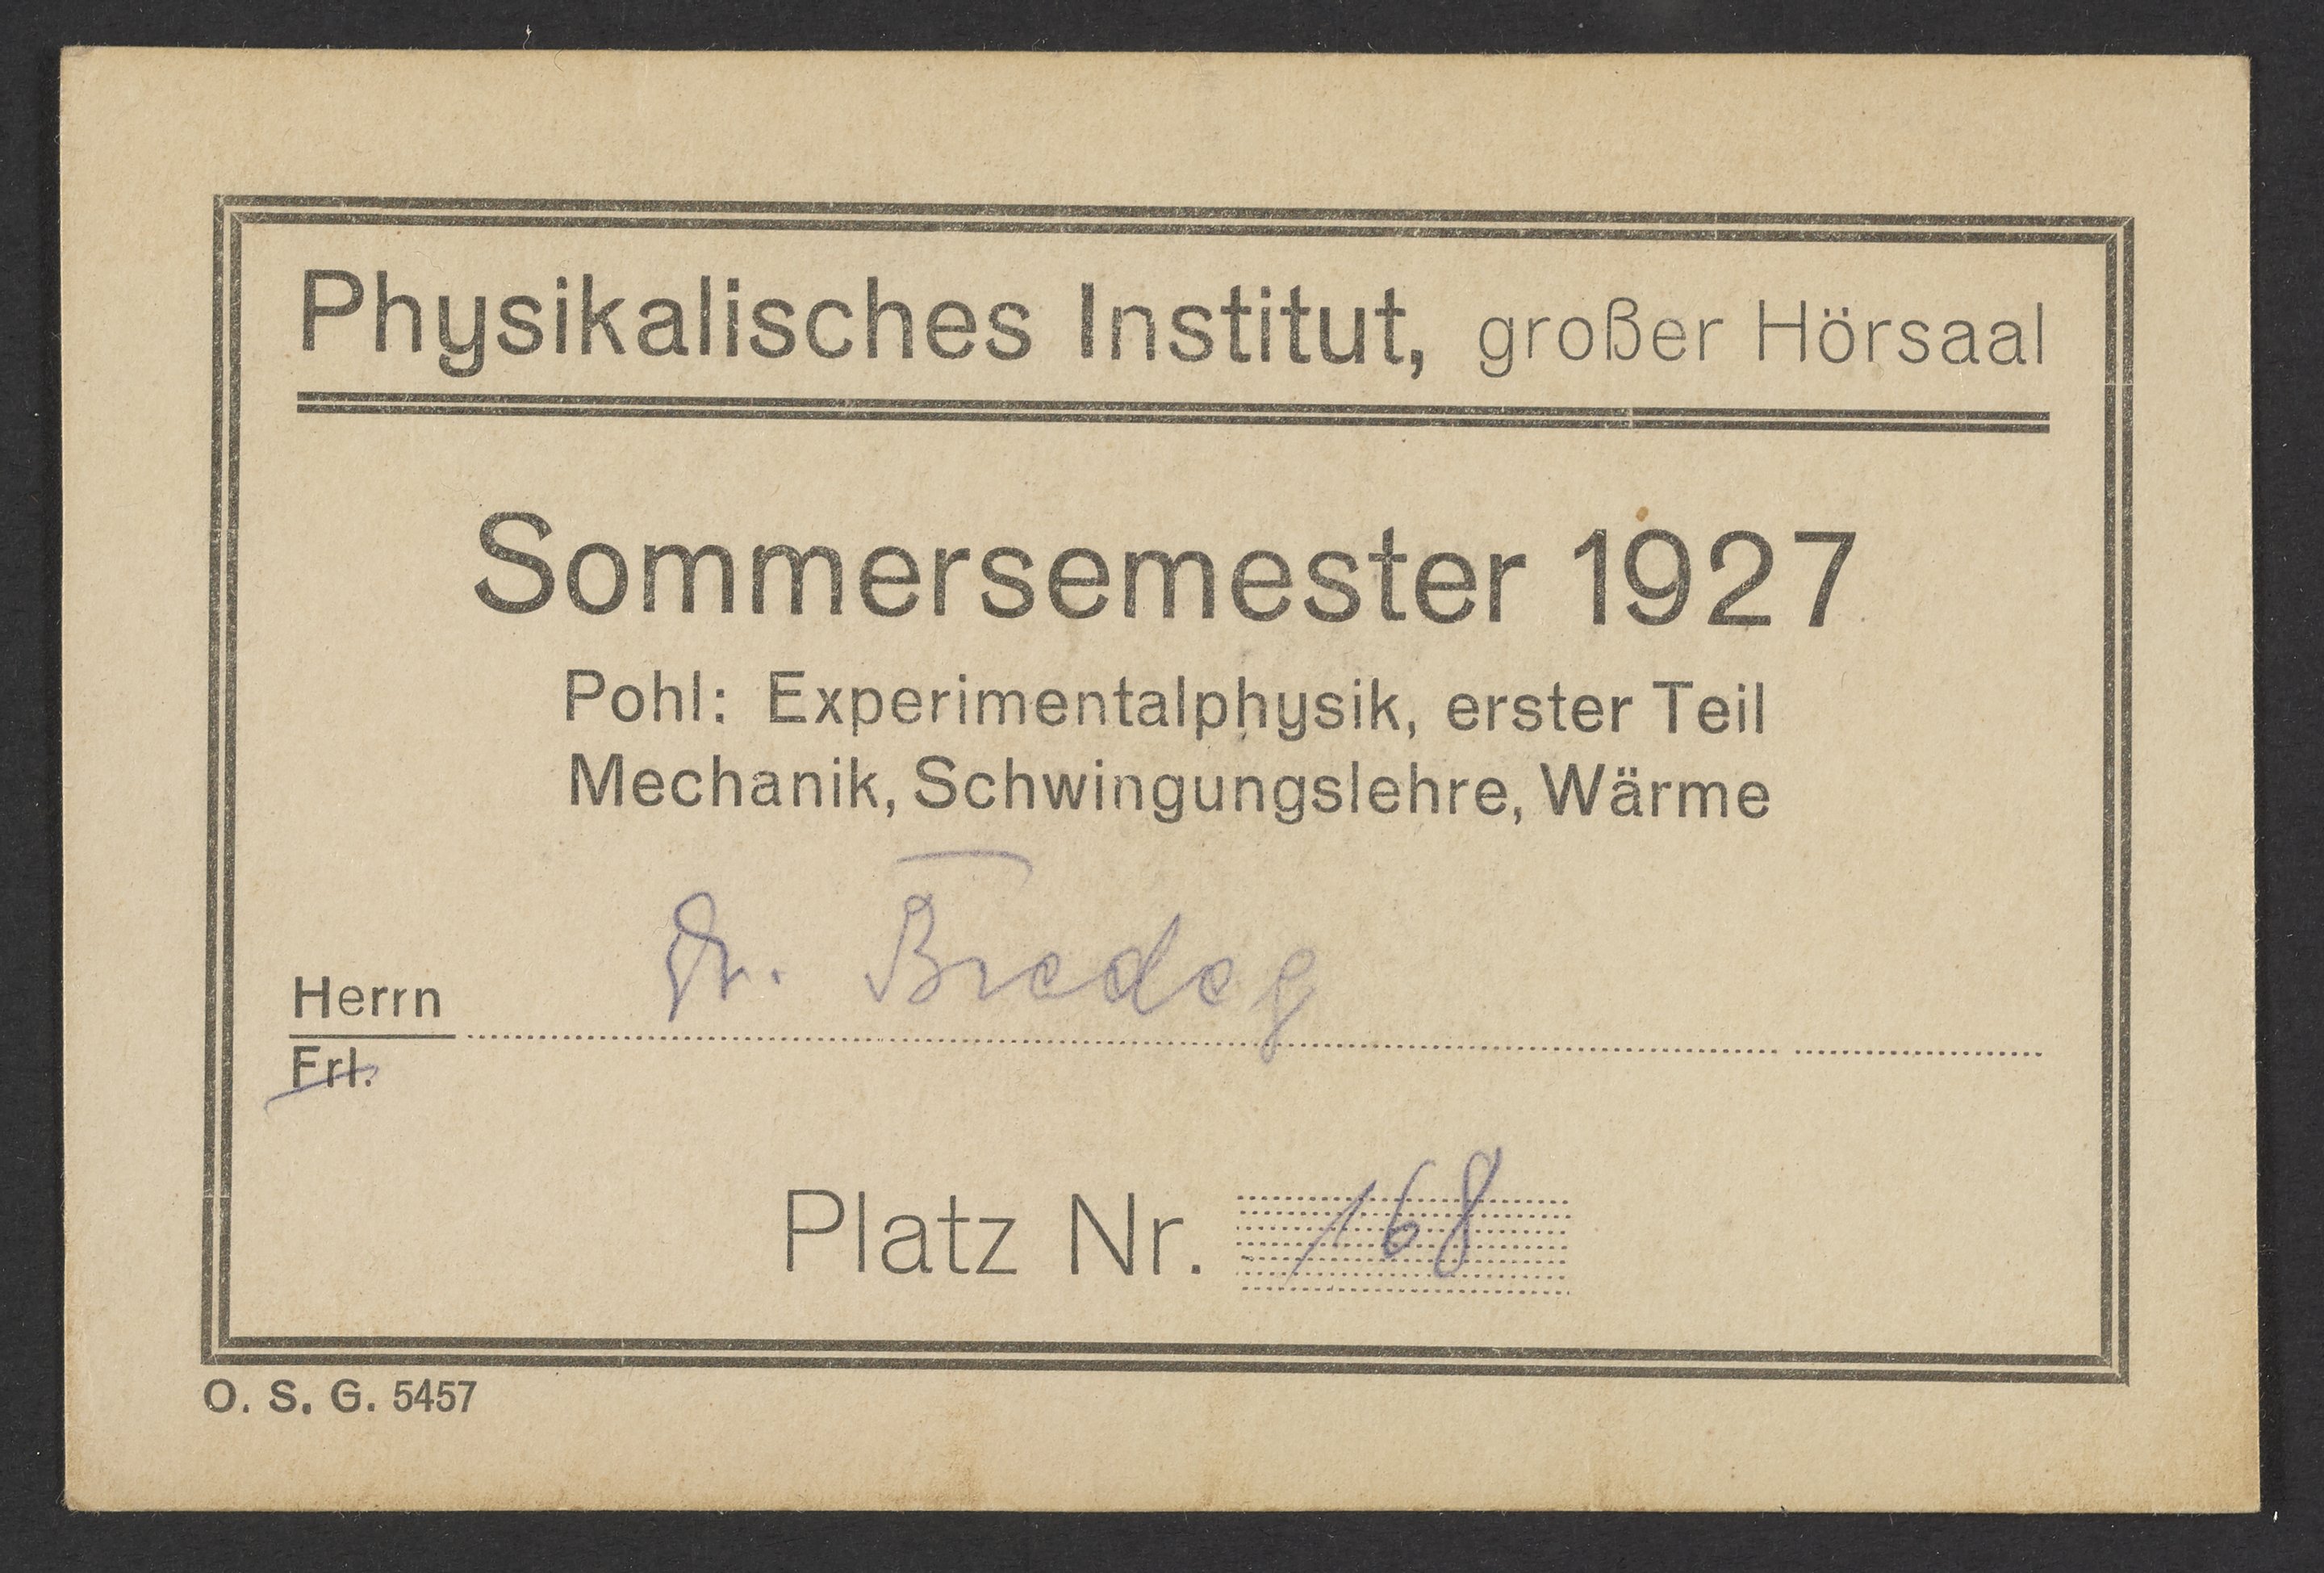 Physikalisches Institut, großer Hörsaal
Sommersemester 1927
Pohl: Experimentalphysik, erster Teil
Mechanik, Schwingungslehre, Wärme
Herrn Dr. Bredeg
Frl.
Platz Nr. 168
O. S. G. 5457